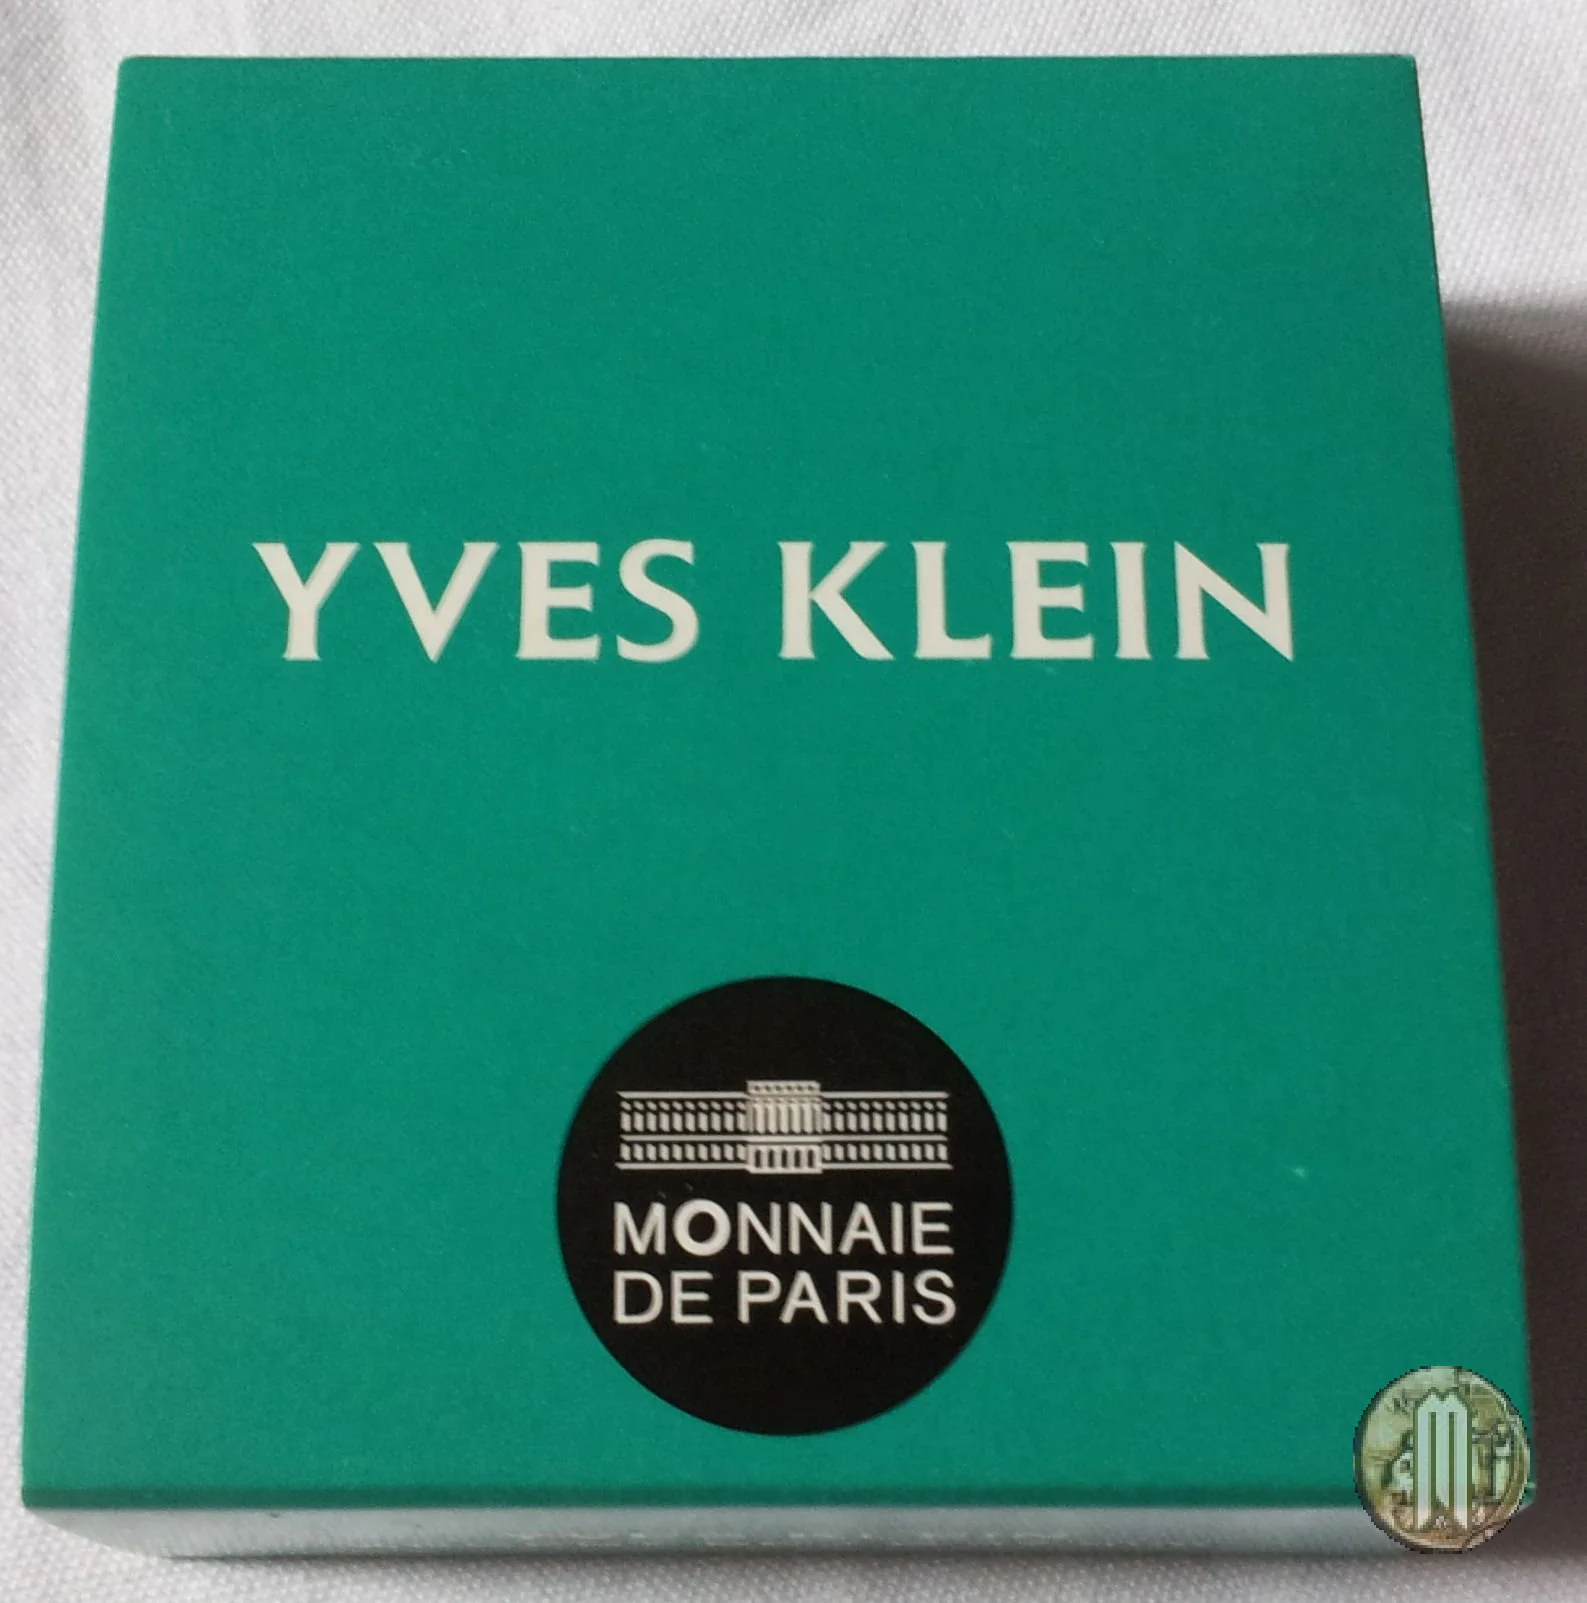 YVES KLEIN
MONNAIE
DE PARIS
M